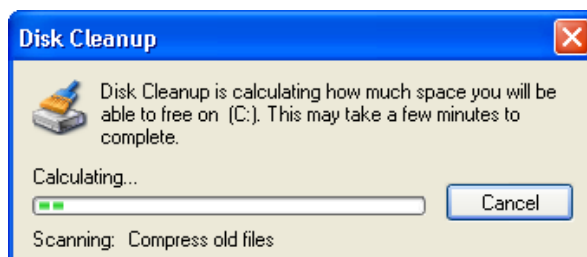 Disk Cleanup
Disk Cleanup is calculating how much space you will be
able to free on (C:). This may take a few minutes to
complete.
Calculating...
Cancel
Scanning: Compress old files